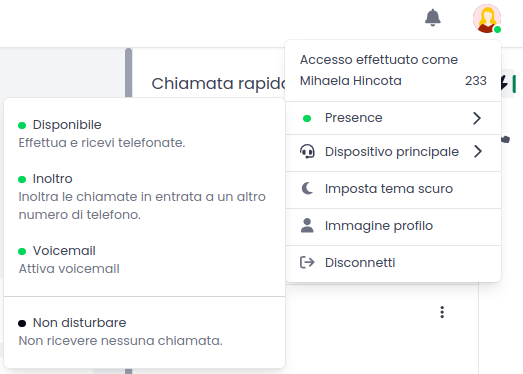 Accesso effettuato come
Mihaela Hincota 233
Chiamata rapida
Presence
Dispositivo principale
Imposta tema scuro
Immagine profilo
Disconnetti
Disponibile
Effettua e ricevi telefonate.
Inoltro
Inoltra le chiamate in entrata a un altro
numero di telefono.
Voicemail
Attiva voicemail
Non disturbare
Non ricevere nessuna chiamata.